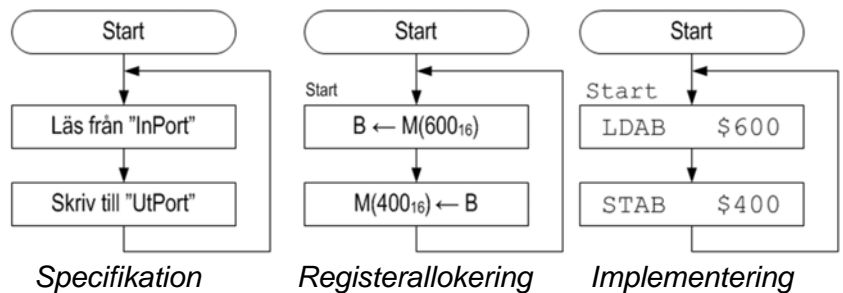 Start
Läs från "InPort"
Skriv till "UtPort"
Specifikation
Start
Start
B ← M(600₁₆)
M(400₁₆) ← B
Registerallokering
Start
Start
LDAB $600
STAB $400
Implementering